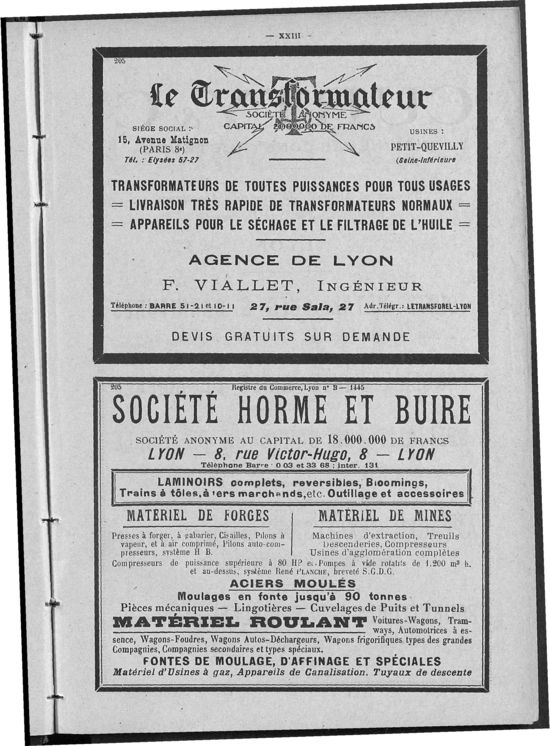 — XXIII -
205
Le Transformateur
SOCIÉTÉ ANONYME
CAPITAL 2.000.000 DE FRANCS
SIÈGE SOCIAL :
15, Avenue Matignon
(PARIS 8e)
Tél. : Elysées 57-27
USINES :
PETIT-QUEVILLY
(Seine-Inférieure
TRANSFORMATEURS DE TOUTES PUISSANCES POUR TOUS USAGES
= LIVRAISON TRÈS RAPIDE DE TRANSFORMATEURS NORMAUX =
= APPAREILS POUR LE SÉCHAGE ET LE FILTRAGE DE L'HUILE =
AGENCE DE LYON
F. VIALLET, INGÉNIEUR
Téléphone : BARRE 51-21 et 10-11 27, rue Sala, 27 Adr. Télégr.: LETRANSFOREL-LYON
DEVIS GRATUITS SUR DEMANDE
205
Registre du Commerce, Lyon n° B — 1445
SOCIÉTÉ HORME ET BUIRE
SOCIÉTÉ ANONYME AU CAPITAL DE 18.000.000 DE FRANCS
LYON — 8, rue Victor-Hugo, 8 — LYON
Téléphone Barre 0 03 et 33 68 ; inter. 131
LAMINOIRS complets, reversibles, Bloomings,
Trains à tôles, à fers marchands, etc. Outillage et accessoires
MATÉRIEL DE FORGES
Presses à forger, à gabarier, Cisailles, Pilons à
vapeur, et à air comprimé, Pilons auto-com-
presseurs, système H B.
MATÉRIEL DE MINES
Machines d'extraction, Treuils
Descenderies, Compresseurs
Usines d'agglomération complètes
Compresseurs de puissance supérieure à 80 HP et Pompes à vide rotatifs de 1.200 m³ h.
et au-dessus, système René PLANCHE, breveté S.G.D.G.
ACIERS MOULÉS
Moulages en fonte jusqu'à 90 tonnes
Pièces mécaniques — Lingotières — Cuvelages de Puits et Tunnels
MATÉRIEL ROULANT Voitures-Wagons, Tram-
ways, Automotrices à es-
sence, Wagons-Foudres, Wagons Autos-Déchargeurs, Wagons frigorifiques, types des grandes
Compagnies, Compagnies secondaires et types spéciaux.
FONTES DE MOULAGE, D'AFFINAGE ET SPÉCIALES
Matériel d'Usines à gaz, Appareils de Canalisation. Tuyaux de descente